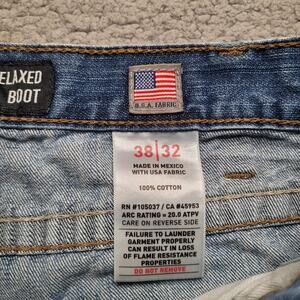 ELAXED
BOOT
U.S.A. FABRIC
38|32
MADE IN MEXICO
WITH USA FABRIC
100% COTTON
RN #105037 / CA #45953
ARC RATING = 20.0 ATPV
CARE ON REVERSE SIDE
FAILURE TO LAUNDER
GARMENT PROPERLY
CAN RESULT IN LOSS
OF FLAME RESISTANCE
PROPERTIES
DO NOT REMOVE